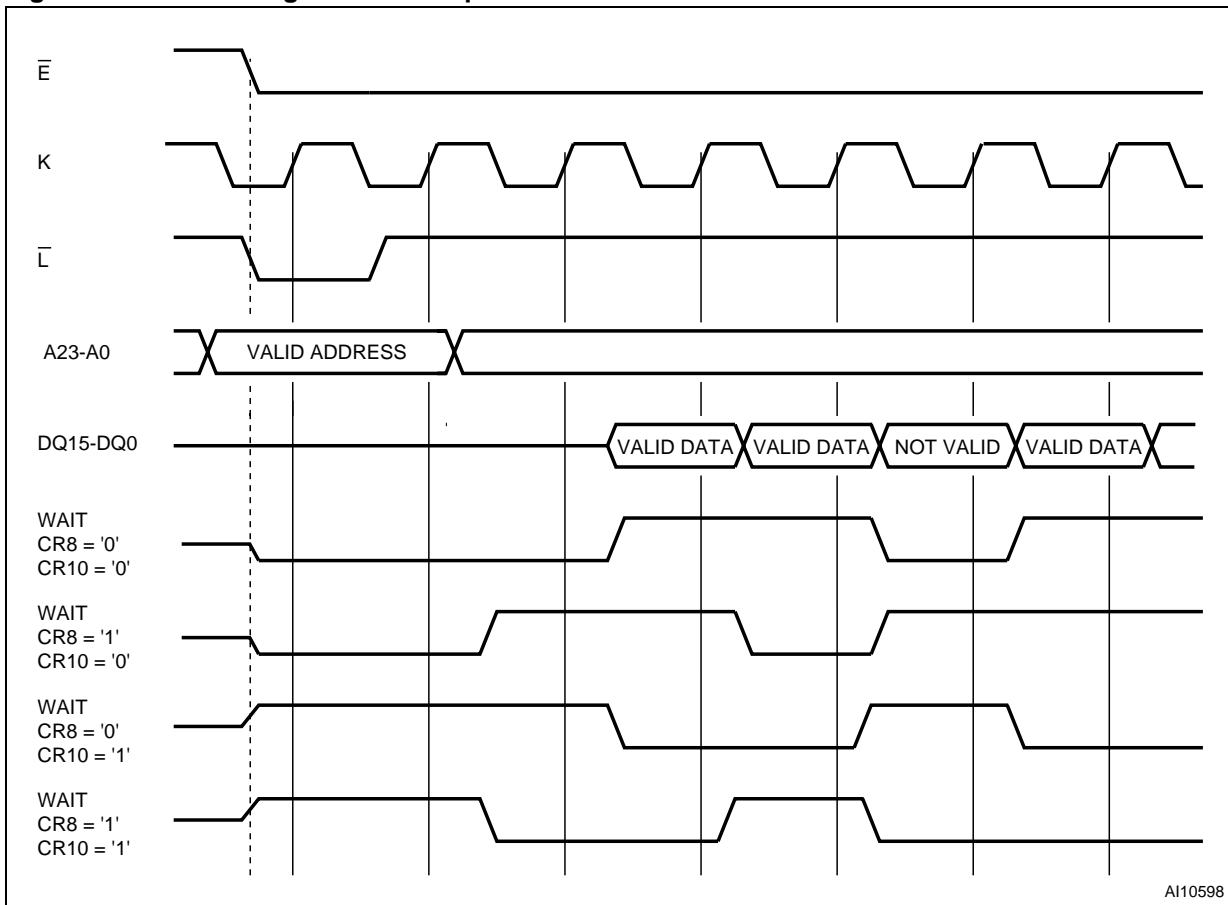 E
K
L
A23-A0
VALID ADDRESS
DQ15-DQ0
VALID DATA VALID DATA NOT VALID VALID DATA
WAIT
CR8 = '0'
CR10 = '0'
WAIT
CR8 = '1'
CR10 = '0'
WAIT
CR8 = '0'
CR10 = '1'
WAIT
CR8 = '1'
CR10 = '1'
AI10598